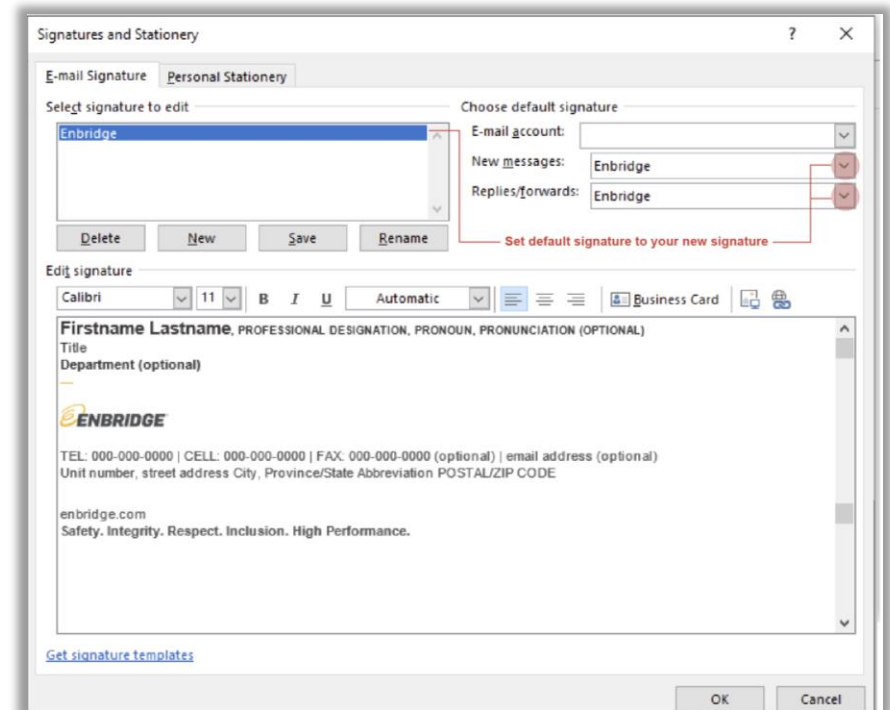 Signatures and Stationery
E-mail Signature Personal Stationery
Select signature to edit
Choose default signature
Enbridge
E-mail account:
New messages: Enbridge
Replies/forwards: Enbridge
Delete New Save Rename
Set default signature to your new signature
Edit signature
Calibri 11 B I U Automatic Business Card
Firstname Lastname, PROFESSIONAL DESIGNATION, PRONOUN, PRONUNCIATION (OPTIONAL)
Title
Department (optional)
ENBRIDGE
TEL: 000-000-0000 | CELL: 000-000-0000 | FAX: 000-000-0000 (optional) | email address (optional)
Unit number, street address City, Province/State Abbreviation POSTAL/ZIP CODE
enbridge.com
Safety. Integrity. Respect. Inclusion. High Performance.
Get signature templates
OK Cancel